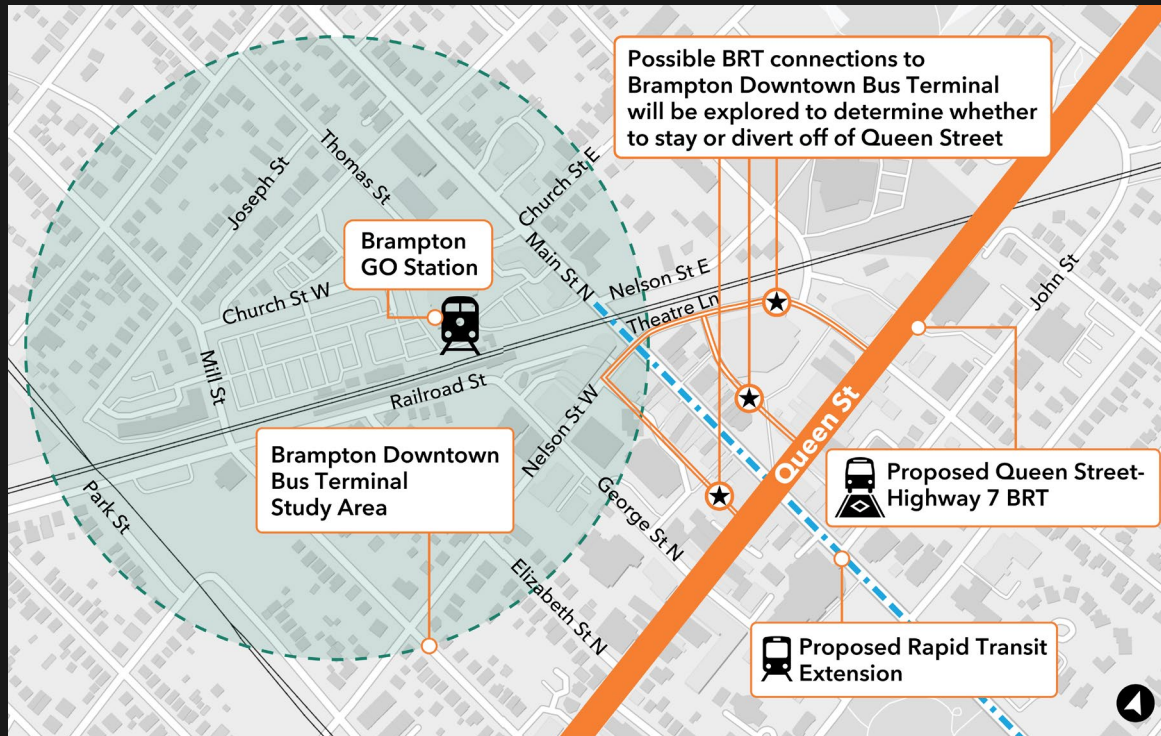 Possible BRT connections to
Brampton Downtown Bus Terminal
will be explored to determine whether
to stay or divert off of Queen Street
Thomas St
Joseph St
Church St E
Main St N
Brampton
GO Station
Nelson St E
John St
Church St W
Theatre Ln
Mill St
Railroad St
Nelson St W
Queen St
Brampton Downtown
Bus Terminal
Study Area
Proposed Queen Street-
Highway 7 BRT
Park St
George St N
Elizabeth St N
Proposed Rapid Transit
Extension